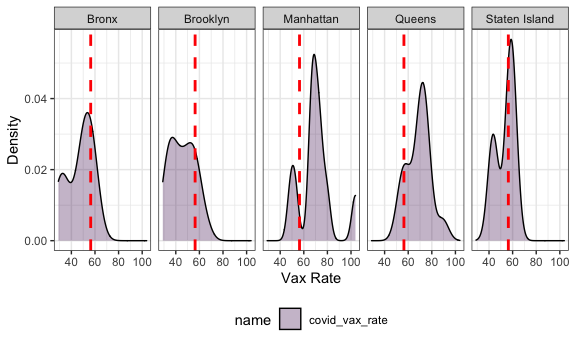 Bronx Brooklyn Manhattan Queens Staten Island
Density
0.04
0.02
0.00
40 60 80 100 40 60 80 100 40 60 80 100 40 60 80 100 40 60 80 100
Vax Rate
name covid_vax_rate